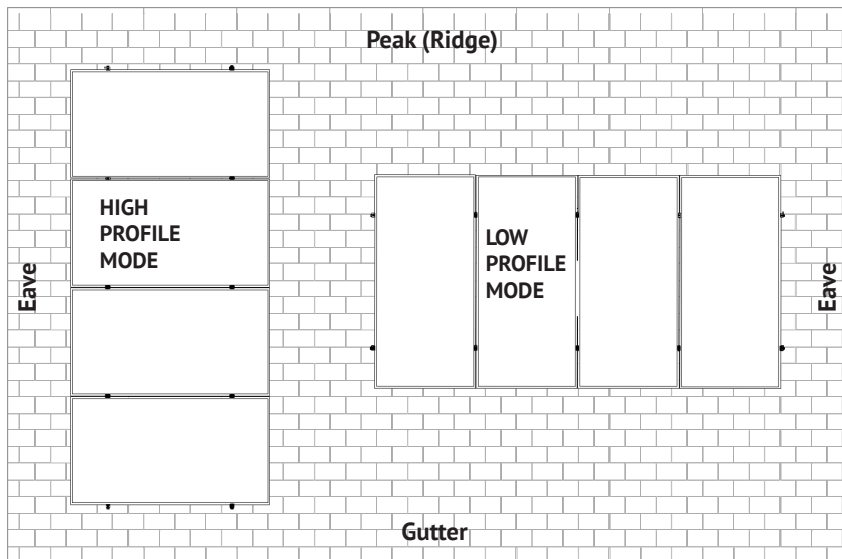 Peak (Ridge)
HIGH
PROFILE
MODE
LOW
PROFILE
MODE
Eave
Eave
Gutter